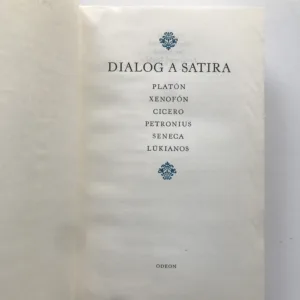 DIALOG A SATIRA
PLATÓN
XENOFÓN
CICERO
PETRONIUS
SENECA
LÚKIANOS
ODEON